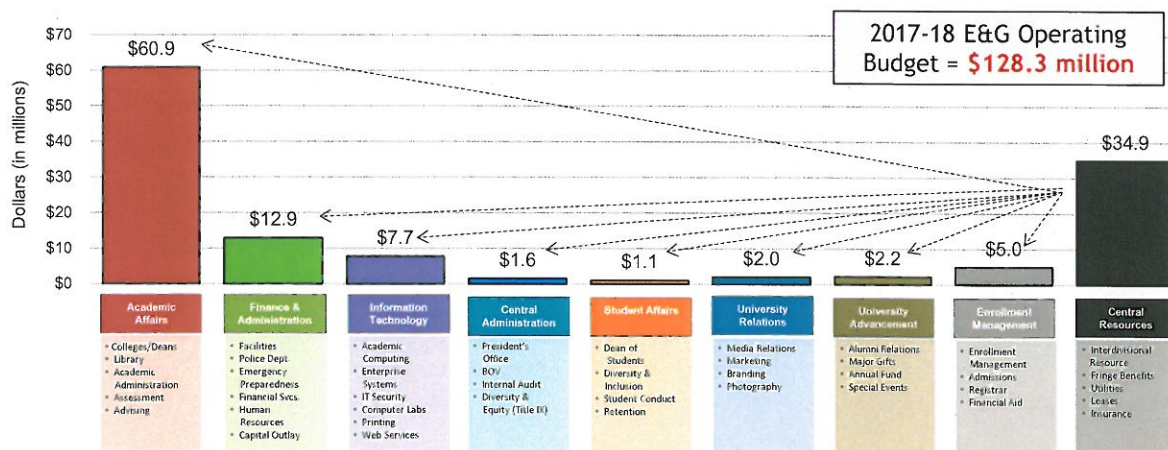 2017-18 E&G Operating
Budget = $128.3 million
Dollars (in millions)
$70
$60
$50
$40
$30
$20
$10
$0
$60.9
$12.9
$7.7
$1.6
$1.1
$2.0
$2.2
$5.0
$34.9
Academic
Affairs
• Colleges/Deans
• Library
• Academic
Administration
• Assessment
• Advising
Finance &
Administration
• Facilities
• Police Dept.
• Emergency
Preparedness
• Financial Svcs.
• Human
Resources
• Capital Outlay
Information
Technology
• Academic
Computing
• Enterprise
Systems
• IT Security
• Computer Labs
• Printing
• Web Services
Central
Administration
• President's
Office
• BOV
• Internal Audit
• Diversity &
Equity (Title IX)
Student Affairs
• Dean of
Students
• Diversity &
Inclusion
• Student Conduct
• Retention
University
Relations
• Media Relations
• Marketing
• Branding
• Photography
University
Advancement
• Alumni Relations
• Major Gifts
• Annual Fund
• Special Events
Enrollment
Management
• Enrollment
Management
• Admissions
• Registrar
• Financial Aid
Central
Resources
• Interdivisional
Resource
• Fringe Benefits
• Utilities
• Leases
• Insurance